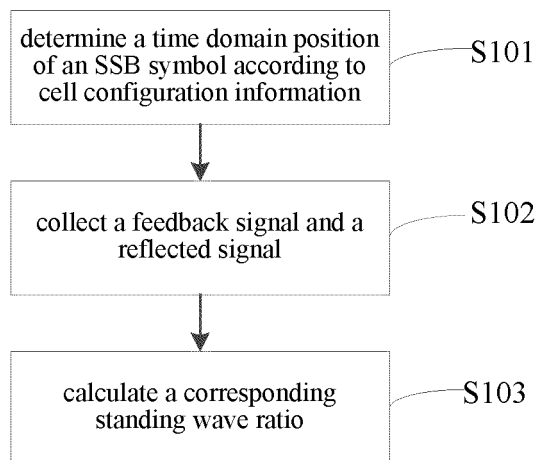 determine a time domain position
of an SSB symbol according to
cell configuration information
S101
collect a feedback signal and a
reflected signal
S102
calculate a corresponding
standing wave ratio
S103